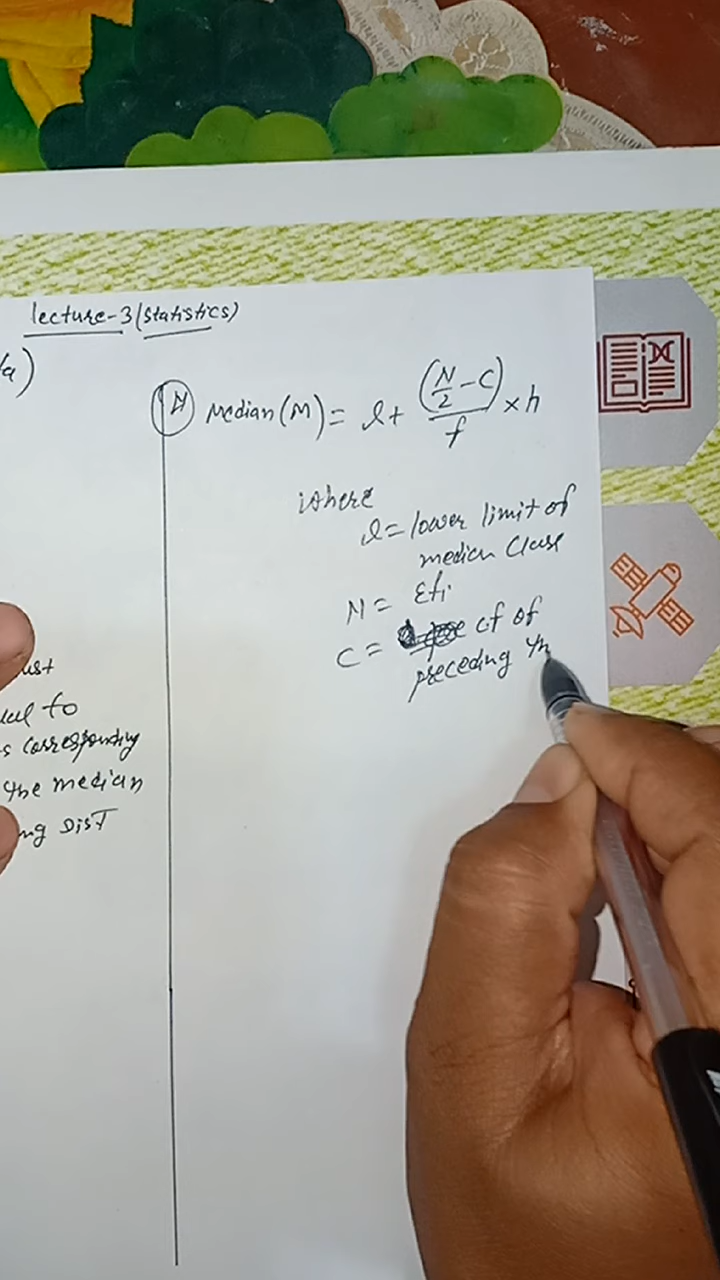 lecture-3(statistics)
/a)
Median(M) = l + (N/2 - C)/f × h
where
l = lower limit of
median class
N = Σfi
C = cf of
preceding th
ust
ual to
s corresponding
the median
ng DisT